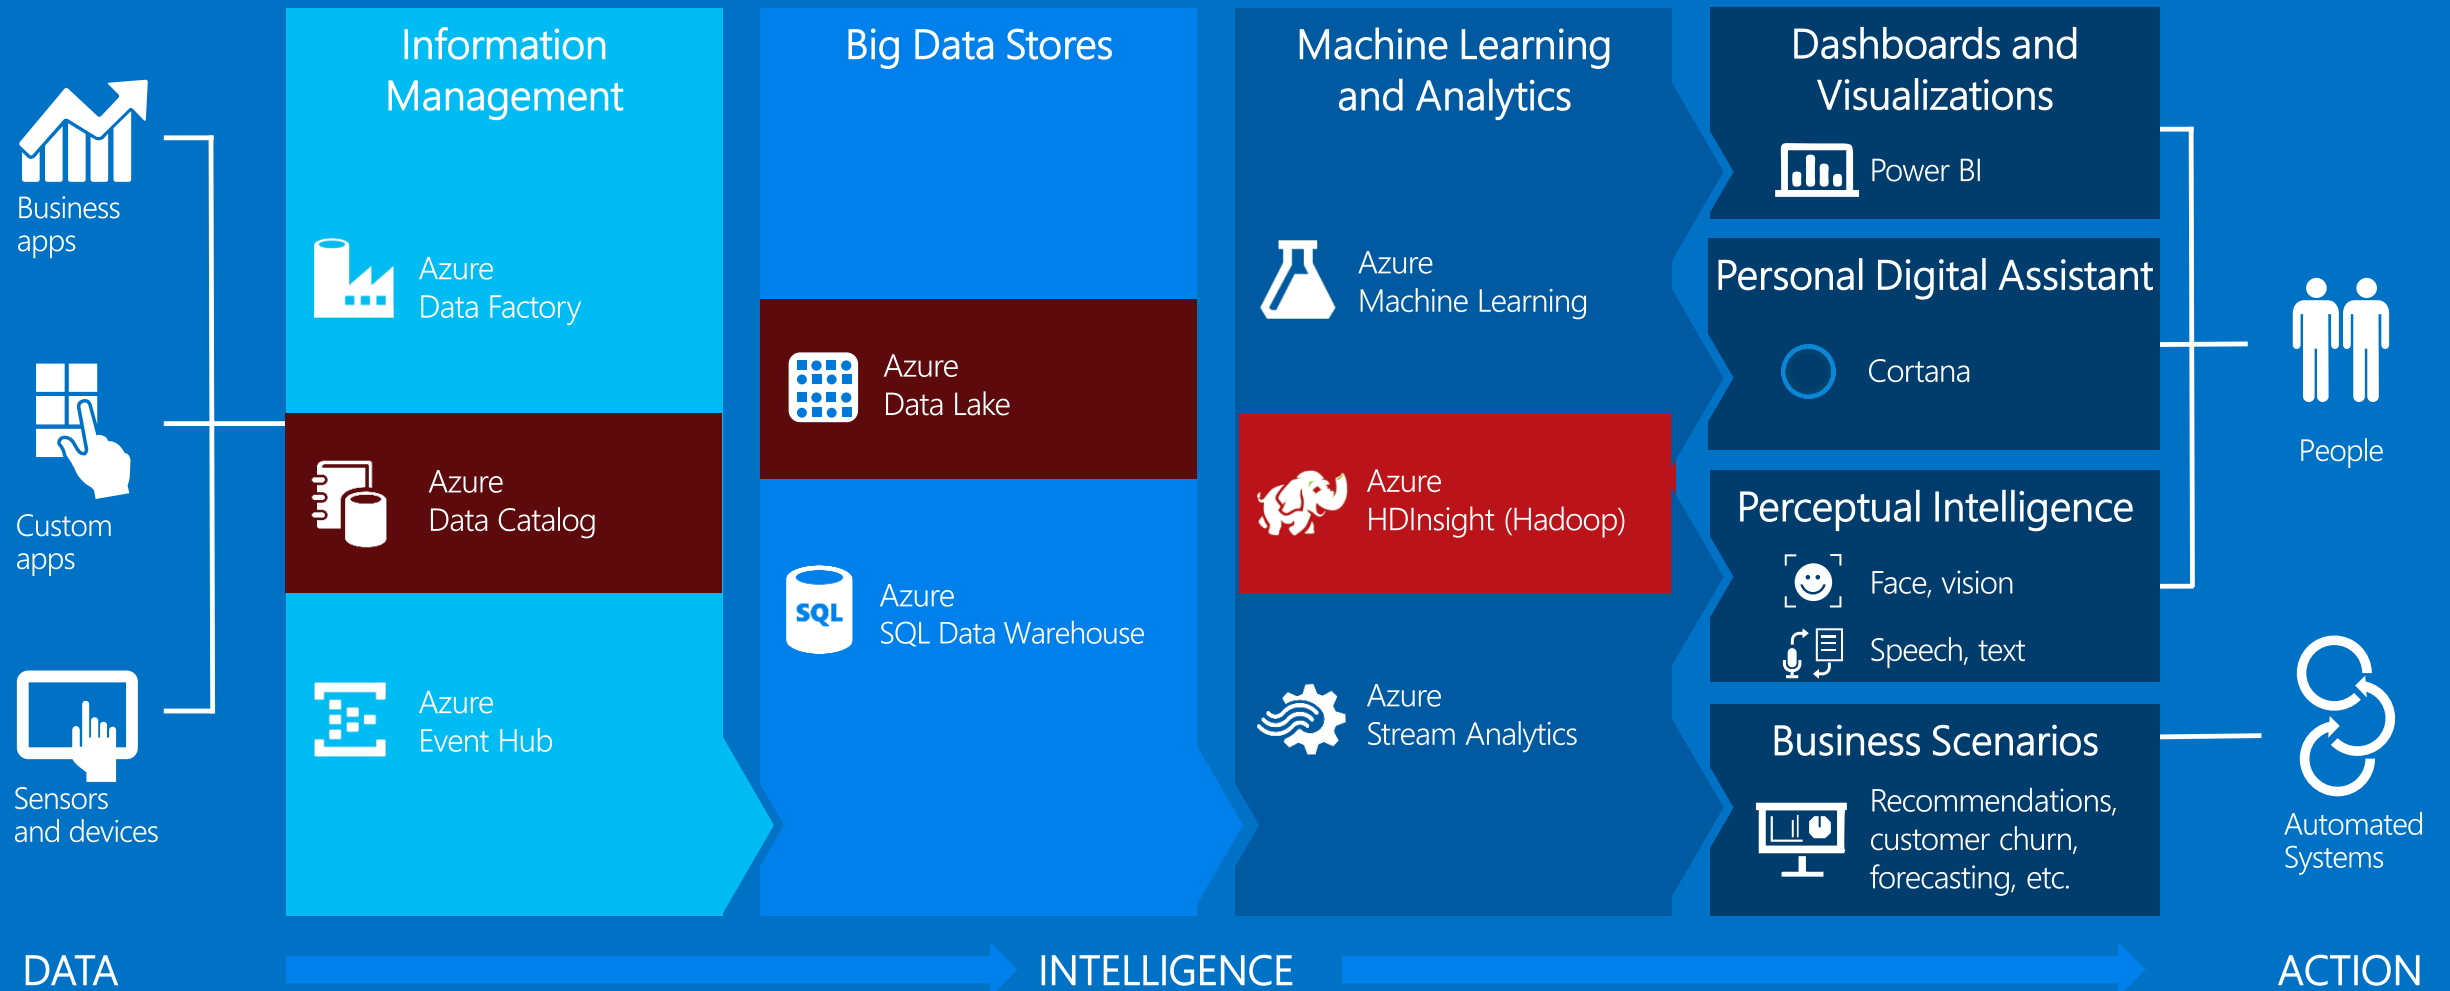 Business
apps
Custom
apps
Sensors
and devices
Information
Management
Azure
Data Factory
Azure
Data Catalog
Azure
Event Hub
Big Data Stores
Azure
Data Lake
SQL
Azure
SQL Data Warehouse
Machine Learning
and Analytics
Azure
Machine Learning
Azure
HDInsight (Hadoop)
Azure
Stream Analytics
Dashboards and
Visualizations
Power BI
Personal Digital Assistant
Cortana
Perceptual Intelligence
Face, vision
Speech, text
Business Scenarios
Recommendations,
customer churn,
forecasting, etc.
People
Automated
Systems
DATA
INTELLIGENCE
ACTION